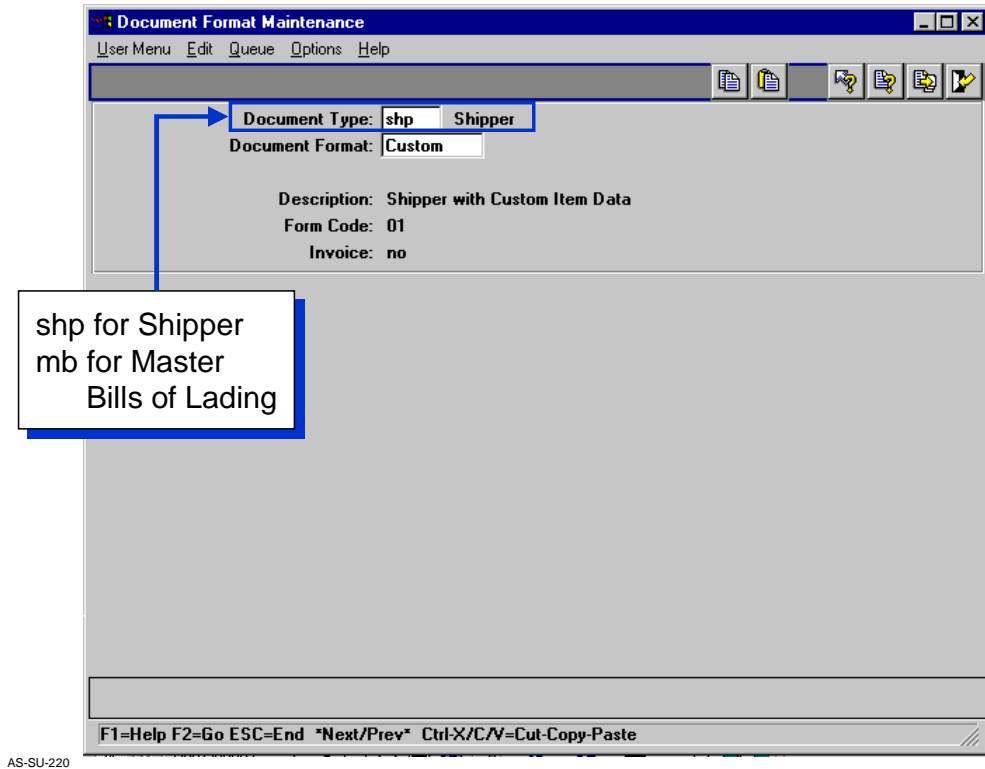 Document Format Maintenance
User Menu Edit Queue Options Help
Document Type: shp Shipper
Document Format: Custom
Description: Shipper with Custom Item Data
Form Code: 01
Invoice: no
shp for Shipper
mb for Master
Bills of Lading
F1=Help F2=Go ESC=End *Next/Prev* Ctrl-X/C/V=Cut-Copy-Paste
AS-SU-220